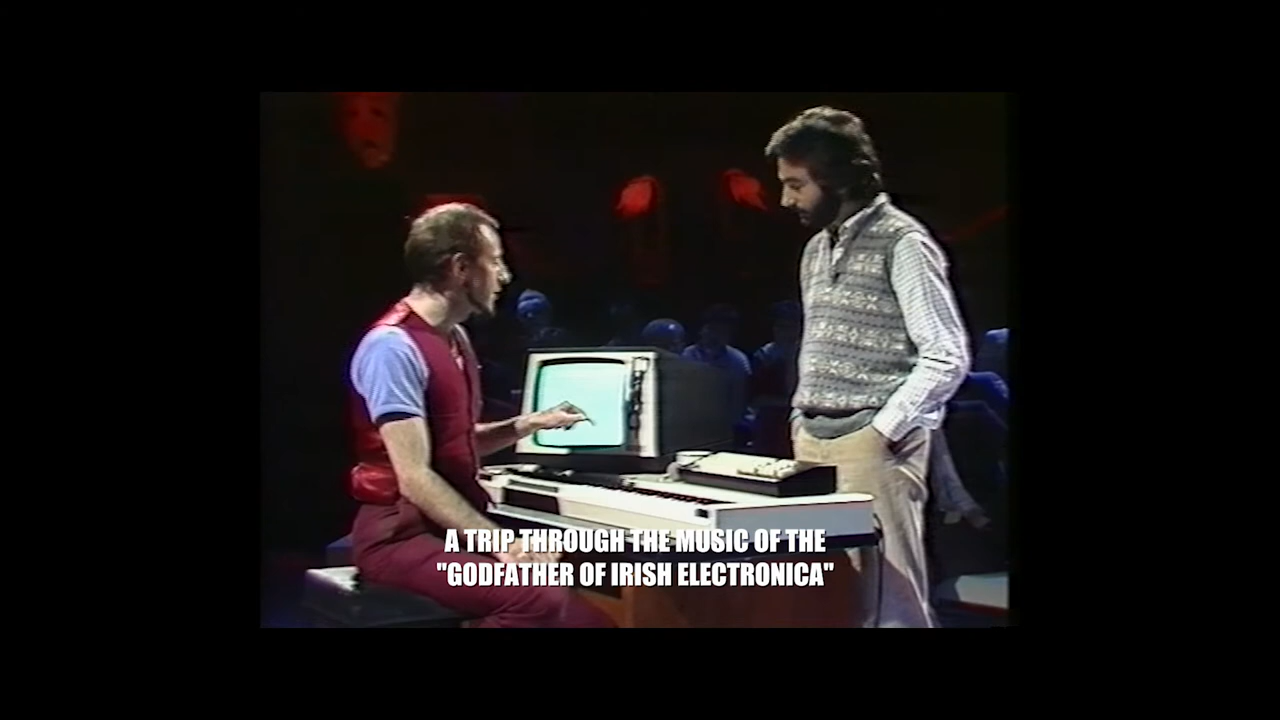 A TRIP THROUGH THE MUSIC OF THE
"GODFATHER OF IRISH ELECTRONICA"